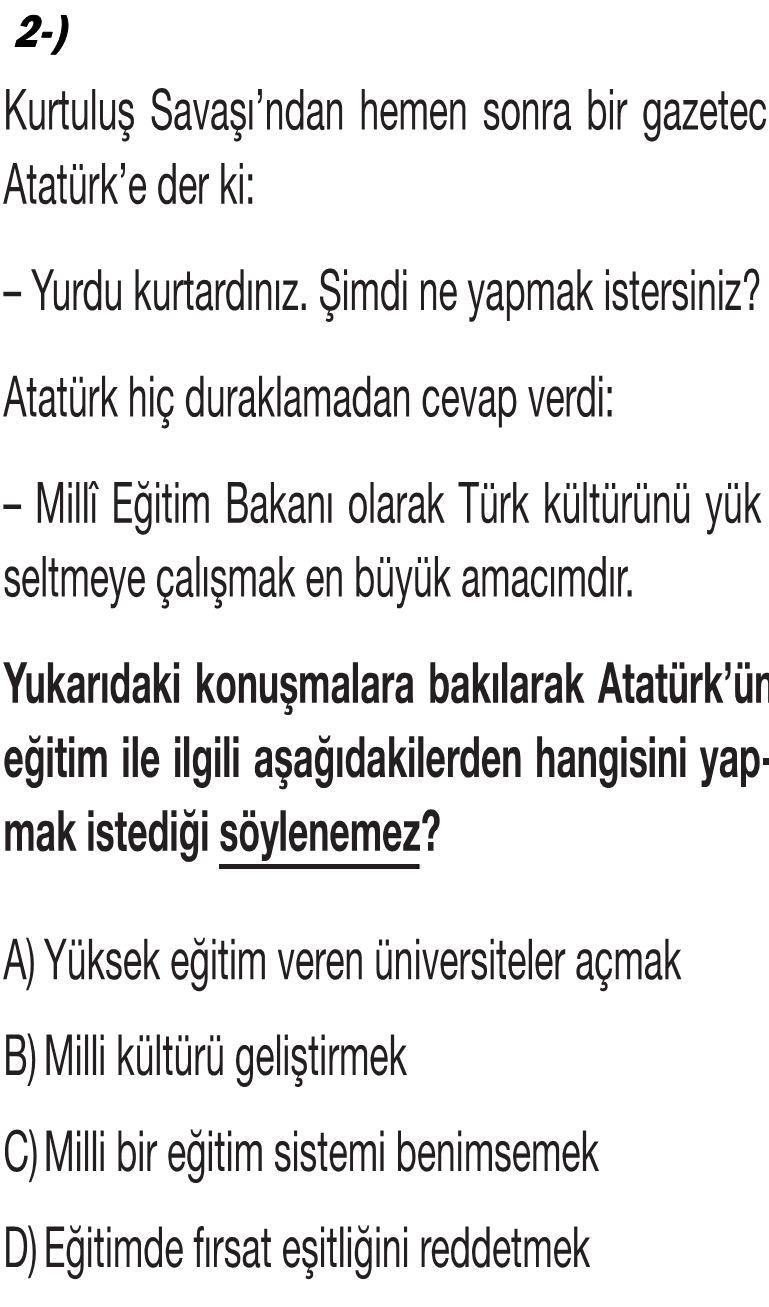 2-)
Kurtuluş Savaşı’ndan hemen sonra bir gazetec
Atatürk’e der ki:
– Yurdu kurtardınız. Şimdi ne yapmak istersiniz?
Atatürk hiç duraklamadan cevap verdi:
– Millî Eğitim Bakanı olarak Türk kültürünü yük
seltmeye çalışmak en büyük amacımdır.
Yukarıdaki konuşmalara bakılarak Atatürk’ün
eğitim ile ilgili aşağıdakilerden hangisini yap-
mak istediği söylenemez?
A) Yüksek eğitim veren üniversiteler açmak
B) Milli kültürü geliştirmek
C) Milli bir eğitim sistemi benimsemek
D) Eğitimde fırsat eşitliğini reddetmek